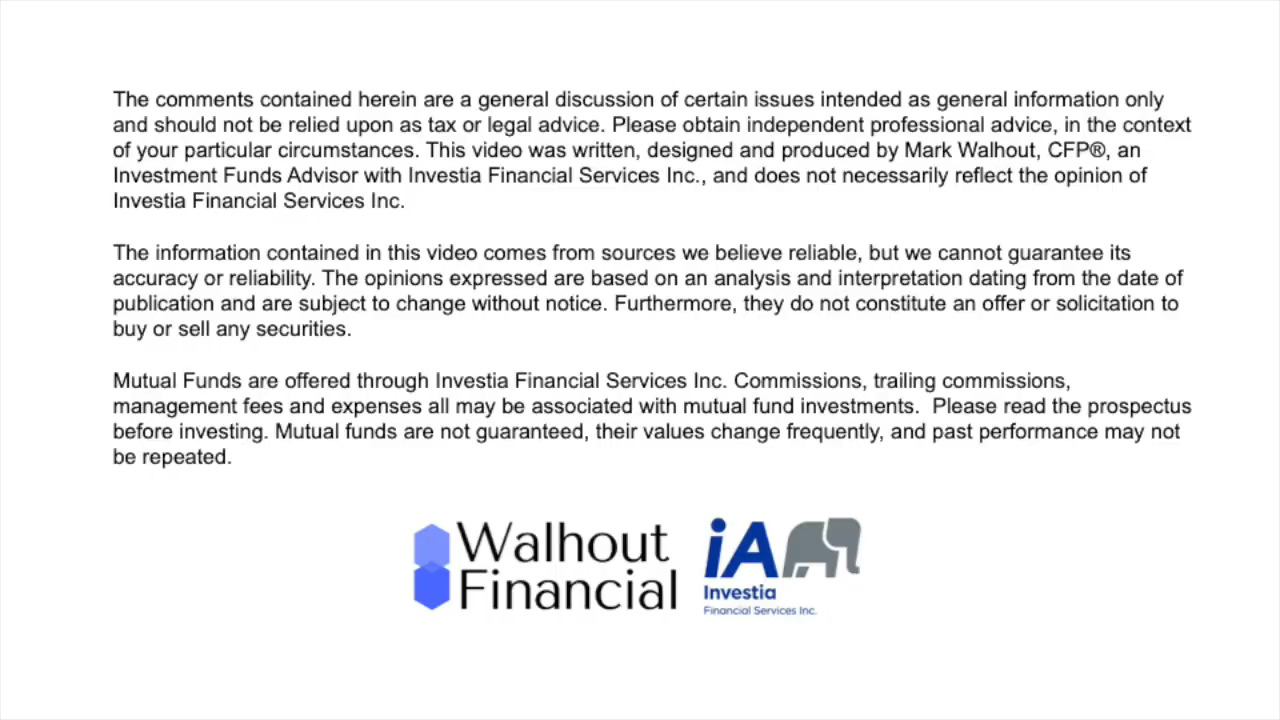 The comments contained herein are a general discussion of certain issues intended as general information only
and should not be relied upon as tax or legal advice. Please obtain independent professional advice, in the context
of your particular circumstances. This video was written, designed and produced by Mark Walhout, CFP®, an
Investment Funds Advisor with Investia Financial Services Inc., and does not necessarily reflect the opinion of
Investia Financial Services Inc.
The information contained in this video comes from sources we believe reliable, but we cannot guarantee its
accuracy or reliability. The opinions expressed are based on an analysis and interpretation dating from the date of
publication and are subject to change without notice. Furthermore, they do not constitute an offer or solicitation to
buy or sell any securities.
Mutual Funds are offered through Investia Financial Services Inc. Commissions, trailing commissions,
management fees and expenses all may be associated with mutual fund investments.  Please read the prospectus
before investing. Mutual funds are not guaranteed, their values change frequently, and past performance may not
be repeated.
Walhout
Financial
iA
Investia
Financial Services Inc.